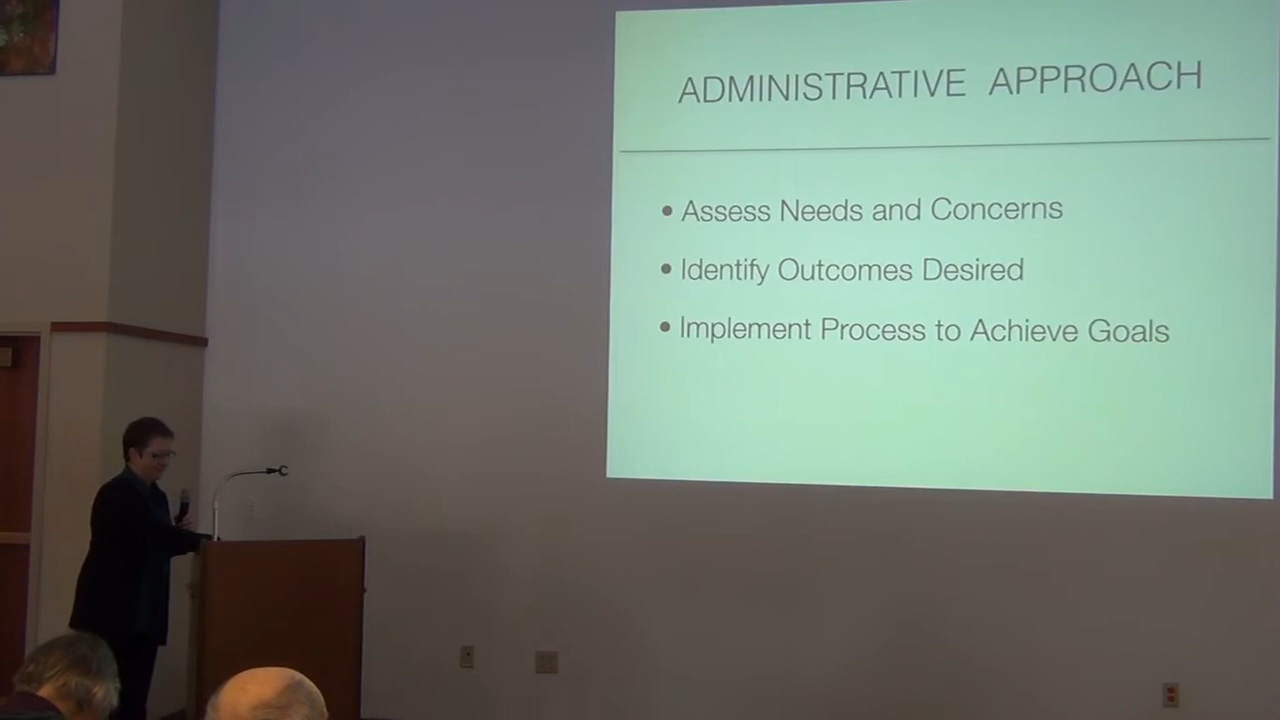 ADMINISTRATIVE APPROACH
• Assess Needs and Concerns
• Identify Outcomes Desired
• Implement Process to Achieve Goals